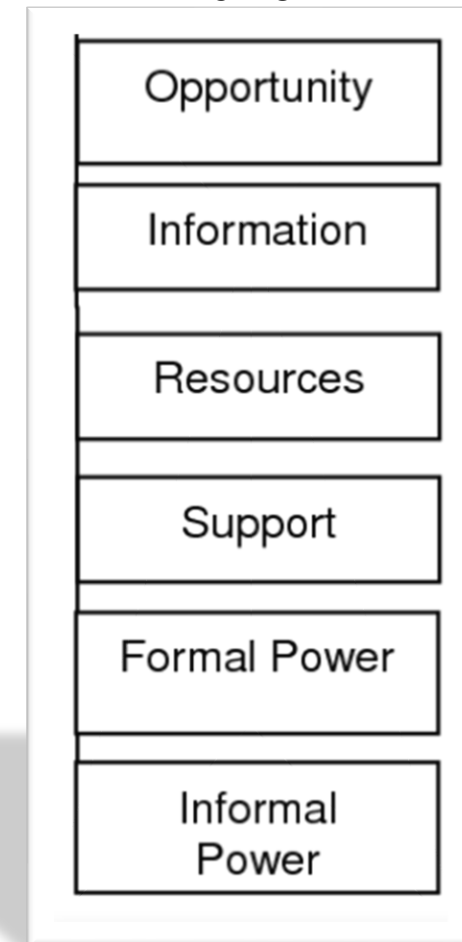 Opportunity
Information
Resources
Support
Formal Power
Informal
Power